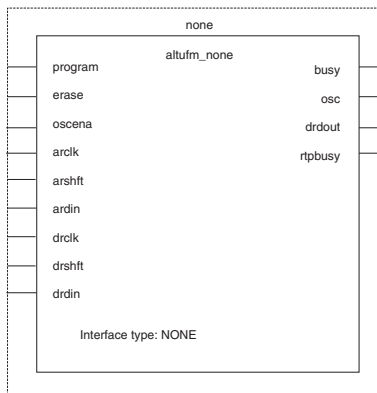 none
altufm_none
program
busy
erase
osc
oscena
drdout
arclk
rtpbusy
arshft
ardin
drclk
drshft
drdin
Interface type: NONE